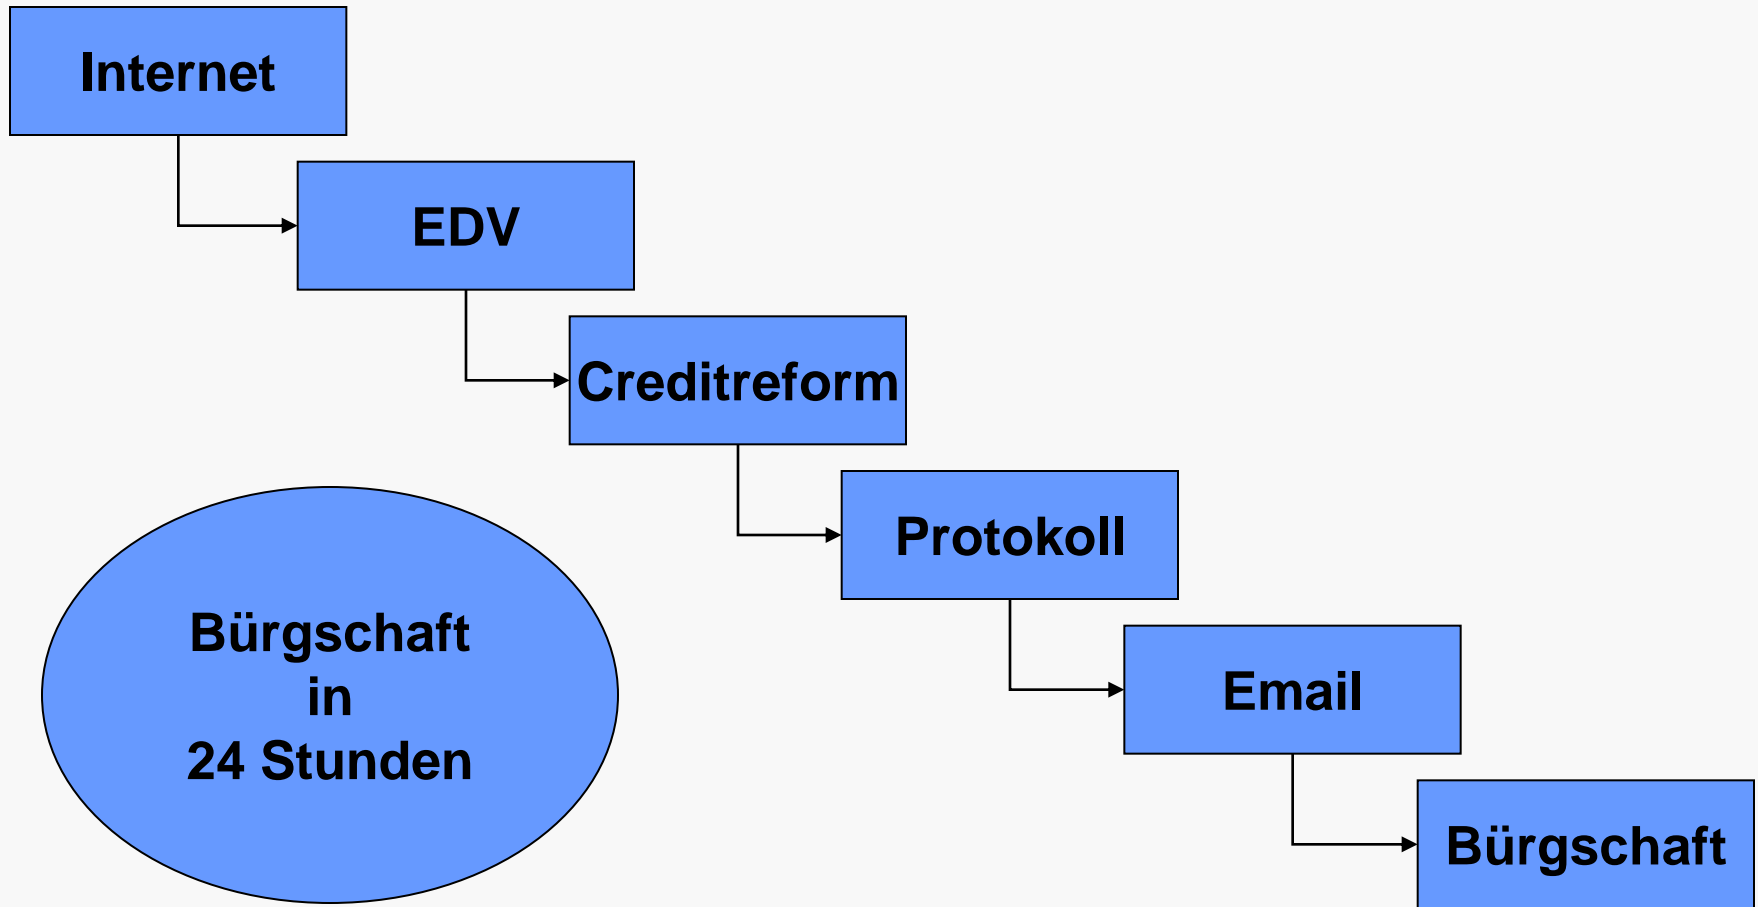 Internet
EDV
Creditreform
Protokoll
Bürgschaft
in
24 Stunden
Email
Bürgschaft